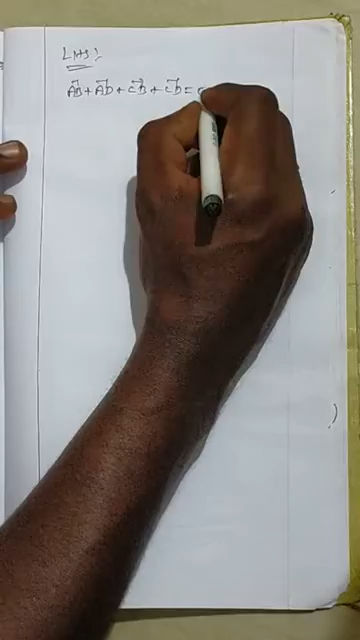 LHS:
AB + AD + CB + CD =